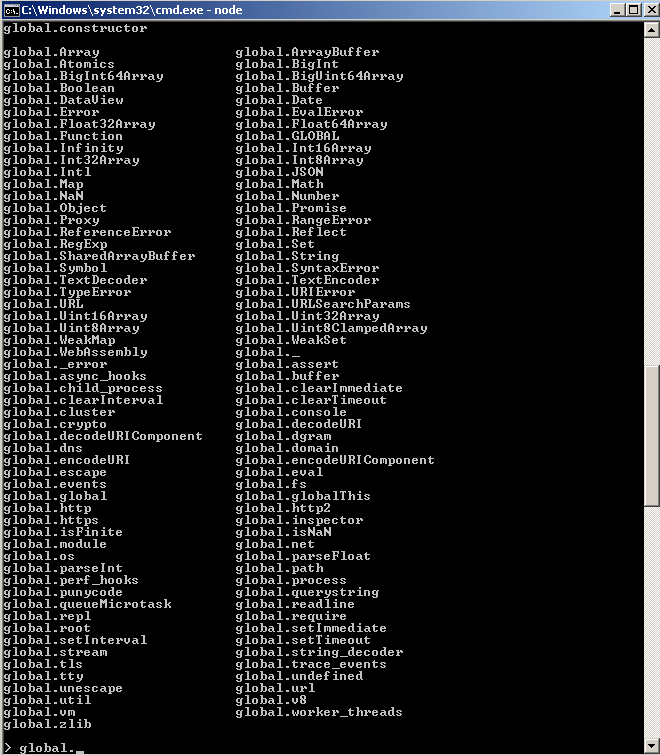 C:\Windows\system32\cmd.exe - node
global.constructor
global.Array global.ArrayBuffer
global.Atomics global.BigInt
global.BigInt64Array global.BigUint64Array
global.Boolean global.Buffer
global.DataView global.Date
global.Error global.EvalError
global.Float32Array global.Float64Array
global.Function global.GLOBAL
global.Infinity global.Int16Array
global.Int32Array global.Int8Array
global.Intl global.JSON
global.Map global.Math
global.NaN global.Number
global.Object global.Promise
global.Proxy global.RangeError
global.ReferenceError global.Reflect
global.RegExp global.Set
global.SharedArrayBuffer global.String
global.Symbol global.SyntaxError
global.TextDecoder global.TextEncoder
global.TypeError global.URIError
global.URL global.URLSearchParams
global.Uint16Array global.Uint32Array
global.Uint8Array global.Uint8ClampedArray
global.WeakMap global.WeakSet
global.WebAssembly global._
global._error global.assert
global.async_hooks global.buffer
global.child_process global.clearImmediate
global.clearInterval global.clearTimeout
global.cluster global.console
global.crypto global.decodeURI
global.decodeURIComponent global.dgram
global.dns global.domain
global.encodeURI global.encodeURIComponent
global.escape global.eval
global.events global.fs
global.global global.globalThis
global.http global.http2
global.https global.inspector
global.isFinite global.isNaN
global.module global.net
global.os global.parseFloat
global.parseInt global.path
global.perf_hooks global.process
global.punycode global.querystring
global.queueMicrotask global.readline
global.repl global.require
global.root global.setImmediate
global.setInterval global.setTimeout
global.stream global.string_decoder
global.tls global.trace_events
global.tty global.undefined
global.unescape global.url
global.util global.v8
global.vm global.worker_threads
global.zlib
> global._